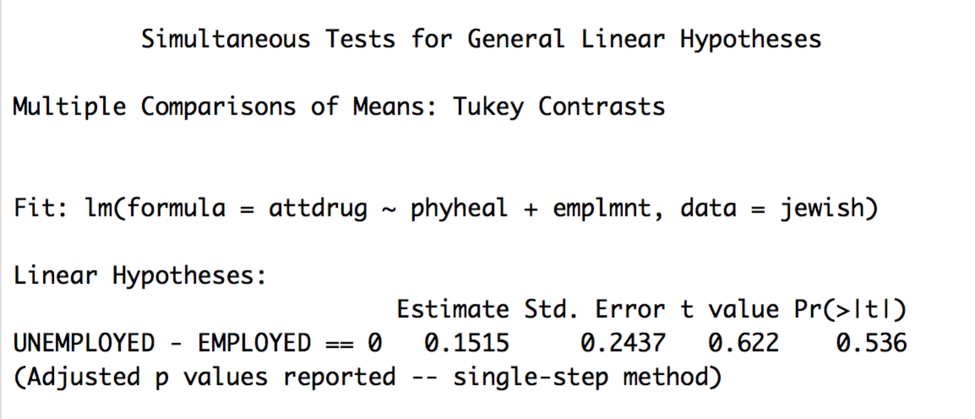 Simultaneous Tests for General Linear Hypotheses
Multiple Comparisons of Means: Tukey Contrasts
Fit: lm(formula = attdrug ~ phyheal + emplmnt, data = jewish)
Linear Hypotheses:
Estimate Std. Error t value Pr(>|t|)
UNEMPLOYED - EMPLOYED == 0 0.1515 0.2437 0.622 0.536
(Adjusted p values reported -- single-step method)